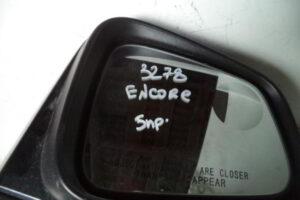 3278
ENCORE
Snp.
ARE CLOSER
APPEAR